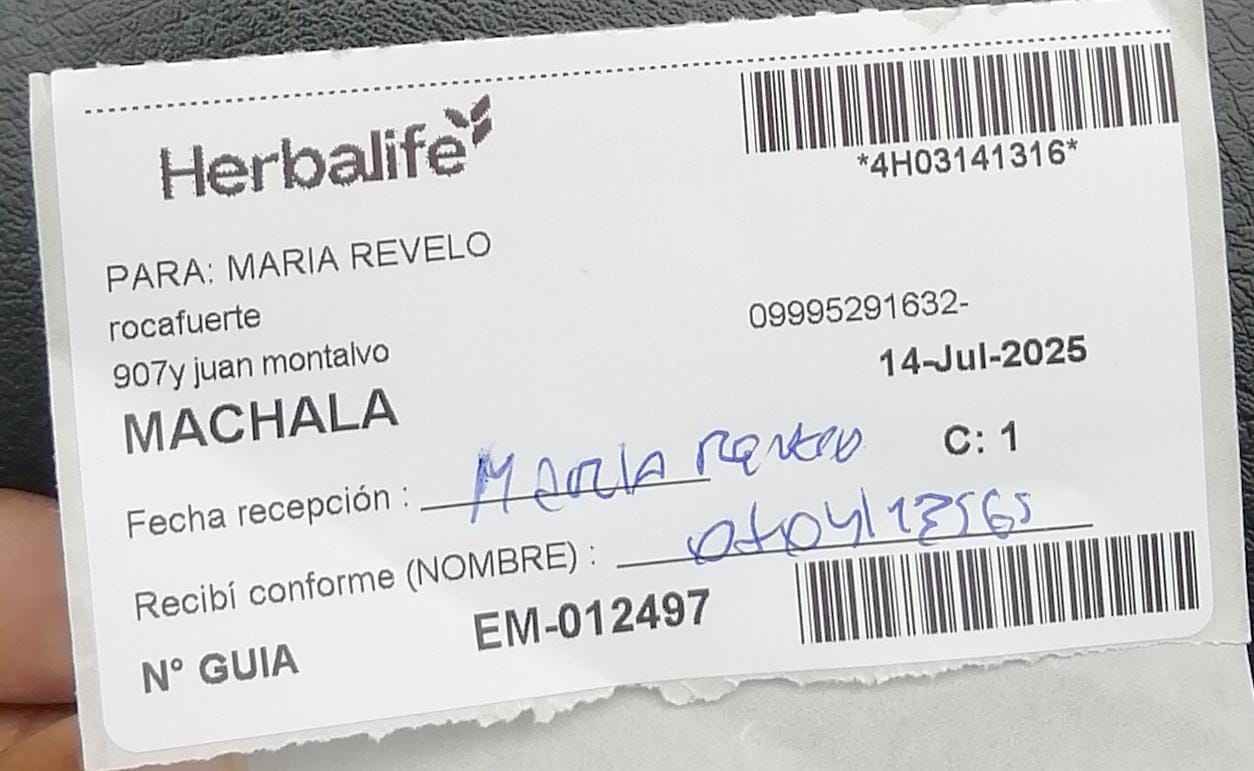 Herbalife
*4H03141316*
PARA: MARIA REVELO
rocafuerte
907y juan montalvo
09995291632-
14-Jul-2025
MACHALA
C: 1
Fecha recepción : MARIA REVELO
Recibí conforme (NOMBRE) :
Nº GUIA
EM-012497